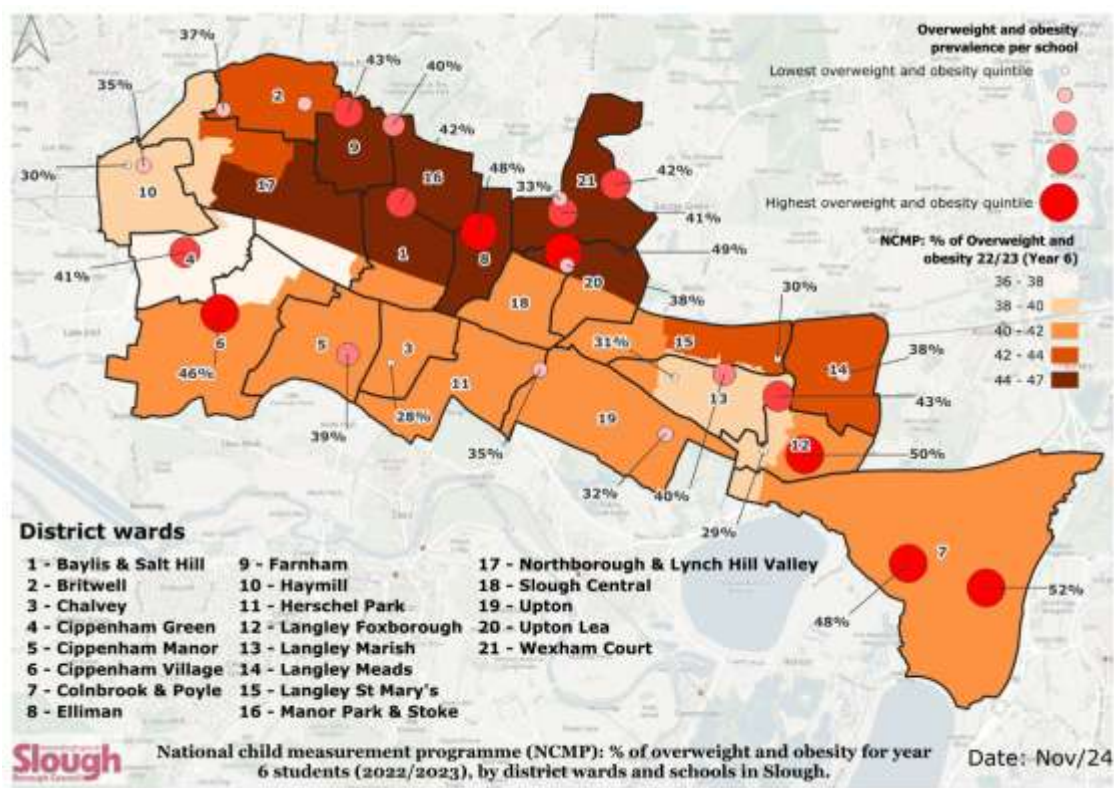 Overweight and obesity
prevalence per school
Lowest overweight and obesity quintile
Highest overweight and obesity quintile
NCMP: % of Overweight and
obesity 22/23 (Year 6)
36 - 38
38 - 40
40 - 42
42 - 44
44 - 47
37%
43%
40%
35%
2
42%
9
48%
30%
10
17
16
33%
21
42%
41%
4
1
8
49%
41%
18
20
38%
30%
6
5
3
31%
15
14
38%
46%
11
13
43%
28%
19
39%
12
50%
35%
32%
40%
29%
7
48%
52%
District wards
1 - Baylis & Salt Hill
2 - Britwell
3 - Chalvey
4 - Cippenham Green
5 - Cippenham Manor
6 - Cippenham Village
7 - Colnbrook & Poyle
8 - Elliman
9 - Farnham
10 - Haymill
11 - Herschel Park
12 - Langley Foxborough
13 - Langley Marish
14 - Langley Meads
15 - Langley St Mary's
16 - Manor Park & Stoke
17 - Northborough & Lynch Hill Valley
18 - Slough Central
19 - Upton
20 - Upton Lea
21 - Wexham Court
Slough
Borough Council
National child measurement programme (NCMP): % of overweight and obesity for year
6 students (2022/2023), by district wards and schools in Slough.
Date: Nov/24